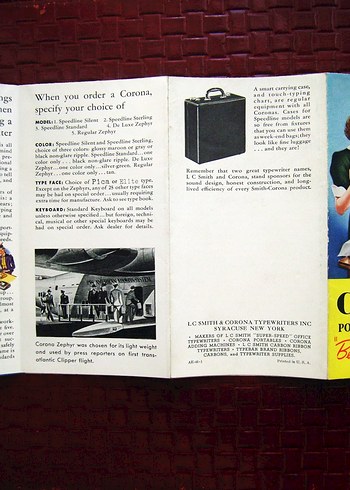 ngs
when
ng a
iter
When you order a Corona,
specify your choice of
MODEL: 1. Speedline Silent 2. Speedline Sterling
3. Speedline Standard 4. De Luxe Zephyr
5. Regular Zephyr
COLOR: Speedline Silent and Speedline Sterling,
choice of three colors: glossy maroon or gray or
black nonglare ripple. Speedline Standard...one
color only... black nonglare ripple. De Luxe
Zephyr...one color only...silver-green. Regular
Zephyr...one color only...tan.
TYPE FACE: Choice of Pica or Elite type.
Except on the Zephyrs, any of 28 other type faces
may be had on special order...usually requiring
extra time for manufacture. Ask to see type book.
KEYBOARD: Standard Keyboard on all models
unless otherwise specified...but foreign, techni-
cal, musical or other special keyboards may be
had on special order. Ask dealer for details.
Corona Zephyr was chosen for its light weight
and used by press reporters on first trans-
atlantic Clipper flight.
A smart carrying case,
and touch-typing
chart, are regular
equipment with all
Coronas. Cases for
Speedline models are
so free from fixtures
that you can use them
as week-end bags; they
look like fine luggage
... and they are!
Remember that two great typewriter names,
L C Smith and Corona, stand sponsors for the
sound design, honest construction, and long-
lived efficiency of every Smith-Corona product.
L C SMITH & CORONA TYPEWRITERS INC
SYRACUSE NEW YORK
• MAKERS OF L C SMITH "SUPER-SPEED" OFFICE
TYPEWRITERS • CORONA PORTABLES • CORONA
ADDING MACHINES • L C SMITH CARBON RIBBON
TYPEWRITERS • TYPEBAR BRAND RIBBONS,
CARBONS, and TYPEWRITER SUPPLIES.
Printed in U. S. A.
PO